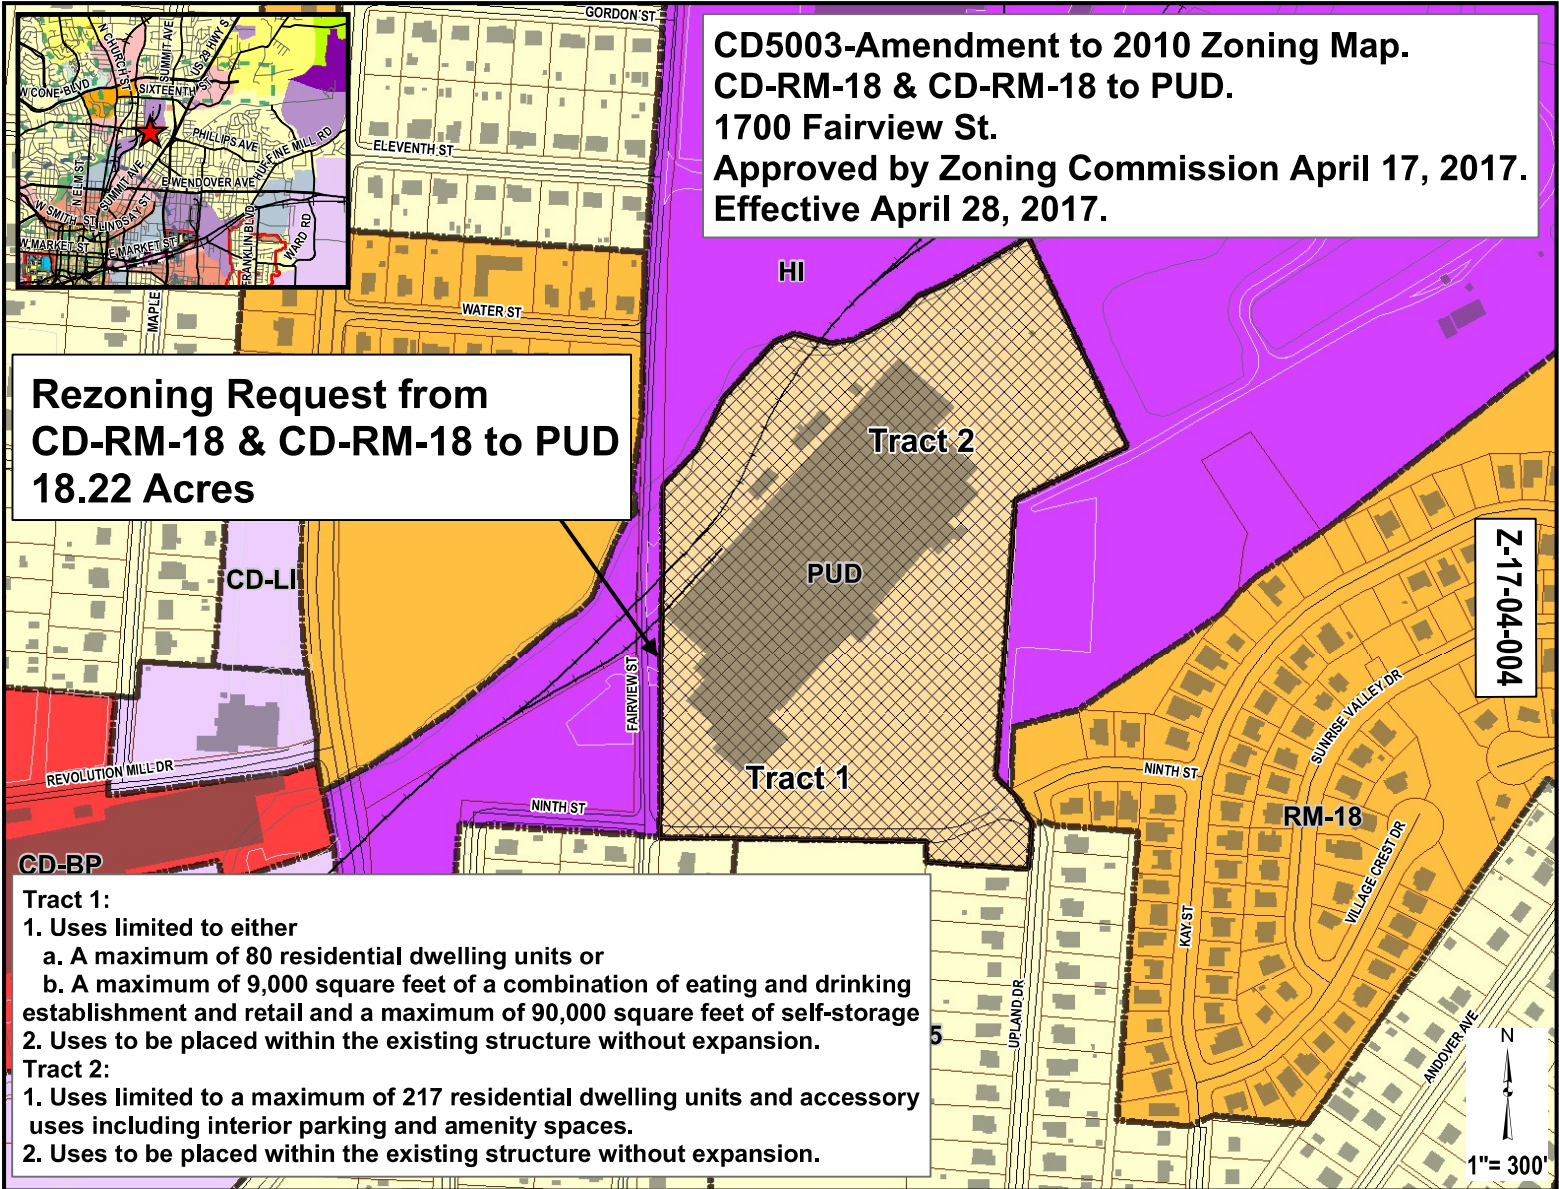 GORDON ST
CD5003-Amendment to 2010 Zoning Map.
CD-RM-18 & CD-RM-18 to PUD.
1700 Fairview St.
Approved by Zoning Commission April 17, 2017.
Effective April 28, 2017.
N CHURCH ST
SUMMIT AVE
US 29 HWY S
W CONE BLVD
SIXTEENTH ST
PHILLIPS AVE
HUFFINE MILL RD
N ELM ST
SUMMIT AVE
E WENDOVER AVE
W SMITH ST
E LINDSAY ST
W MARKET ST
E MARKET ST
FRANKLIN BLVD
WARD RD
ELEVENTH ST
HI
MAPLE
WATER ST
Rezoning Request from
CD-RM-18 & CD-RM-18 to PUD
18.22 Acres
Tract 2
PUD
CD-LI
Z-17-04-004
FAIRVIEW ST
SUNRISE VALLEY DR
REVOLUTION MILL DR
Tract 1
NINTH ST
NINTH ST
RM-18
VILLAGE CREST DR
CD-BP
KAY ST
UPLAND DR
ANDOVER AVE
5
Tract 1:
1. Uses limited to either
a. A maximum of 80 residential dwelling units or
b. A maximum of 9,000 square feet of a combination of eating and drinking
establishment and retail and a maximum of 90,000 square feet of self-storage
2. Uses to be placed within the existing structure without expansion.
Tract 2:
1. Uses limited to a maximum of 217 residential dwelling units and accessory
uses including interior parking and amenity spaces.
2. Uses to be placed within the existing structure without expansion.
N
1"= 300'